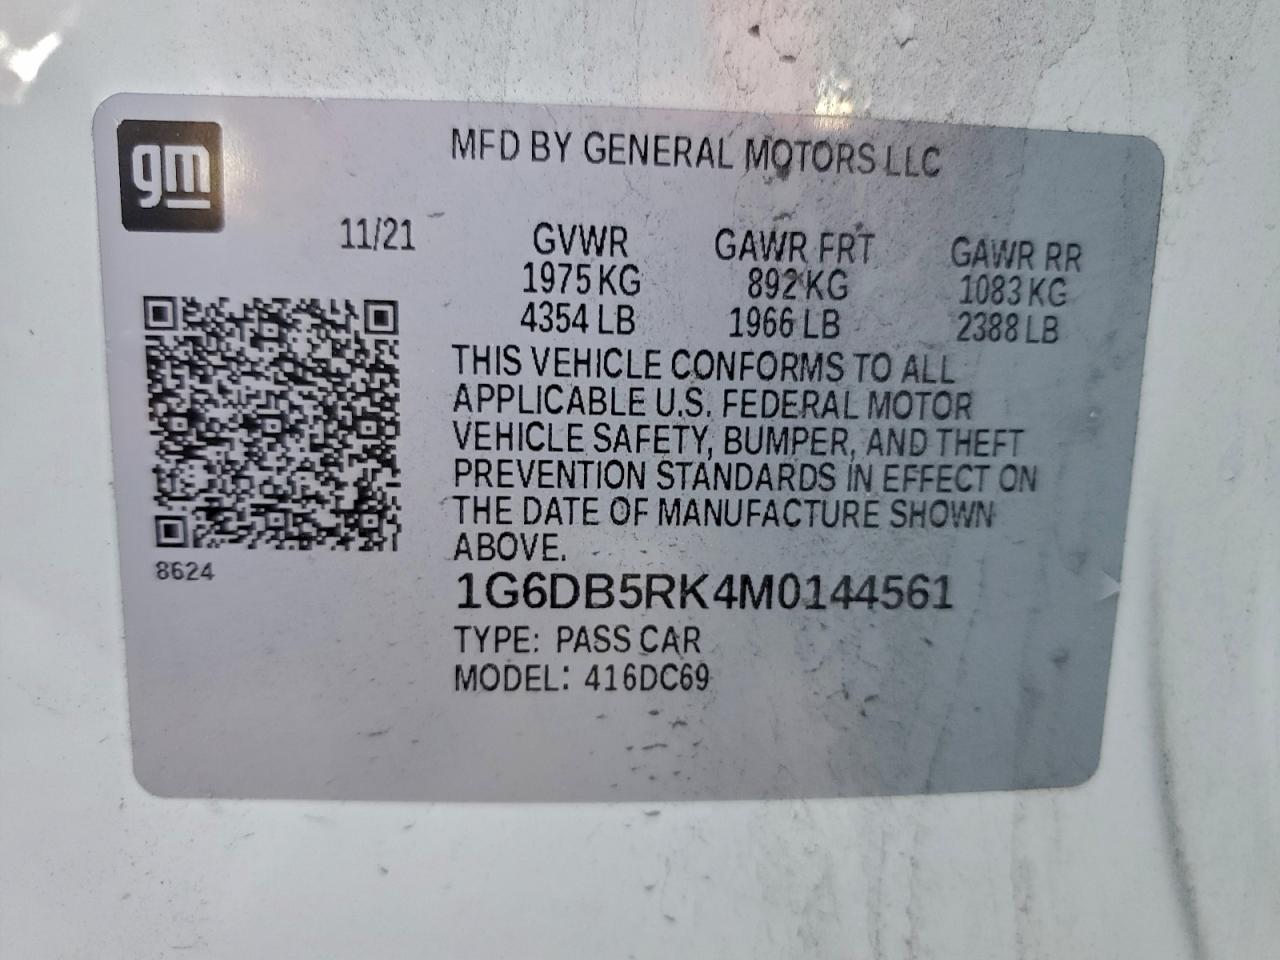 gm
MFD BY GENERAL MOTORS LLC
11/21 GVWR GAWR FRT GAWR RR
1975 KG 892 KG 1083 KG
4354 LB 1966 LB 2388 LB
THIS VEHICLE CONFORMS TO ALL
APPLICABLE U.S. FEDERAL MOTOR
VEHICLE SAFETY, BUMPER, AND THEFT
PREVENTION STANDARDS IN EFFECT ON
THE DATE OF MANUFACTURE SHOWN
ABOVE.
8624
1G6DB5RK4M0144561
TYPE: PASS CAR
MODEL: 416DC69